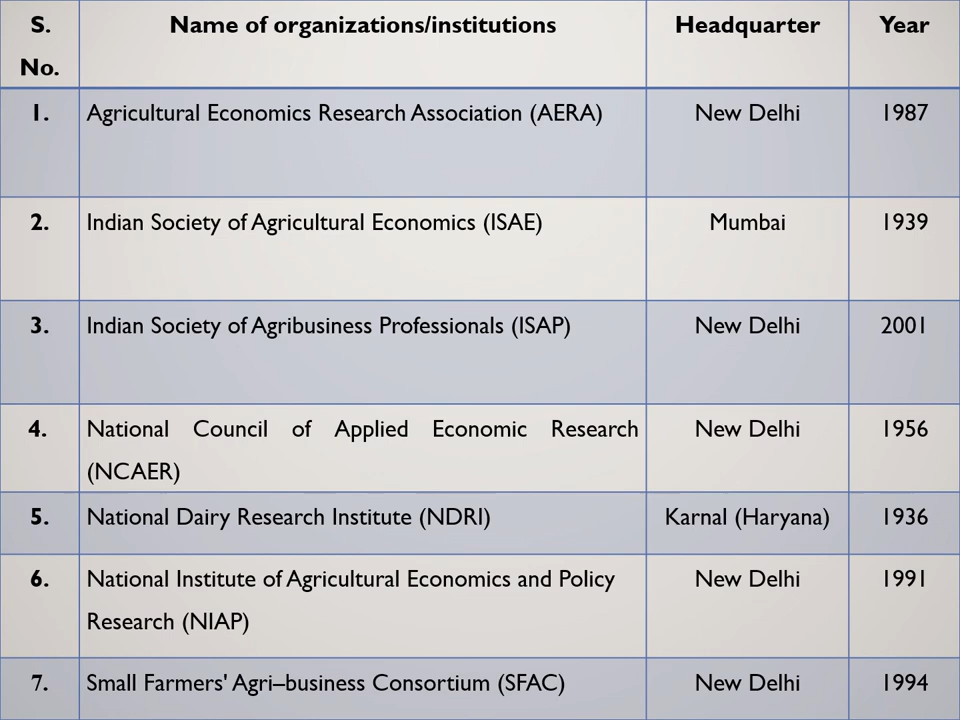 S. No. Name of organizations/institutions Headquarter Year
1. Agricultural Economics Research Association (AERA) New Delhi 1987
2. Indian Society of Agricultural Economics (ISAE) Mumbai 1939
3. Indian Society of Agribusiness Professionals (ISAP) New Delhi 2001
4. National Council of Applied Economic Research New Delhi 1956
(NCAER)
5. National Dairy Research Institute (NDRI) Karnal (Haryana) 1936
6. National Institute of Agricultural Economics and Policy New Delhi 1991
Research (NIAP)
7. Small Farmers' Agri–business Consortium (SFAC) New Delhi 1994